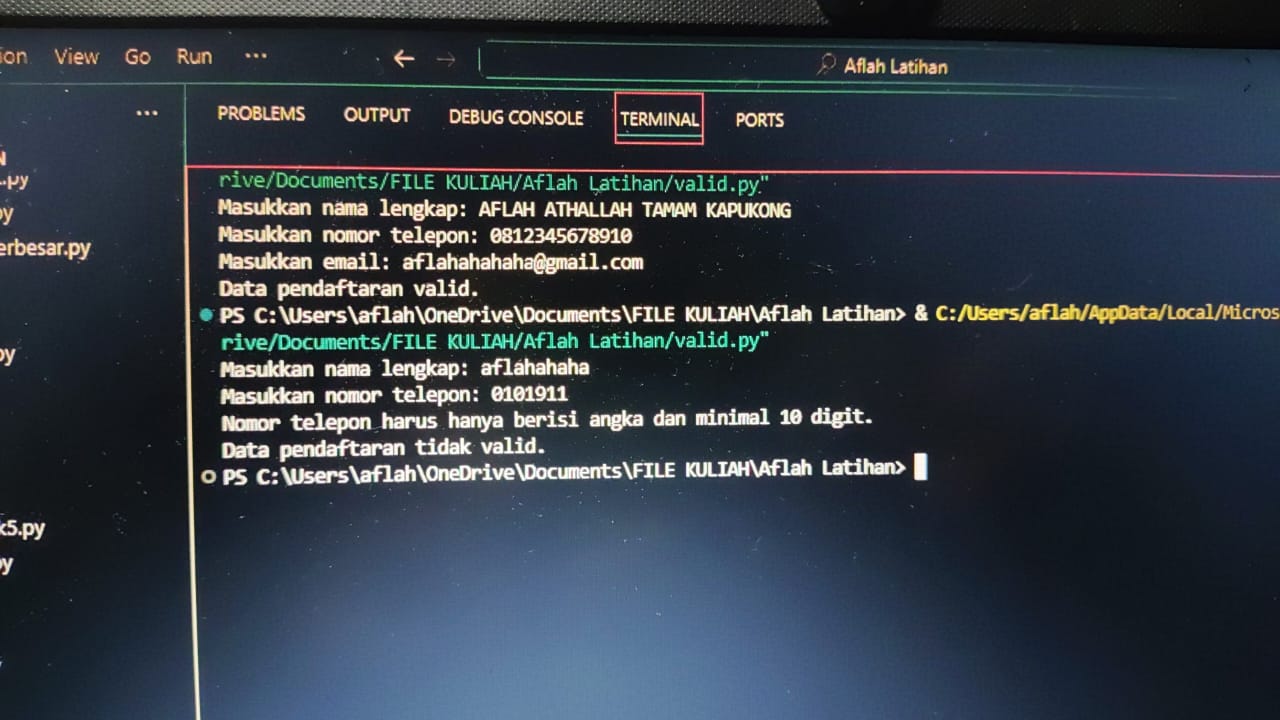 View Go Run ...
Aflah Latihan
...
PROBLEMS OUTPUT DEBUG CONSOLE TERMINAL PORTS
rive/Documents/FILE KULIAH/Aflah Latihan/valid.py"
Masukkan nama lengkap: AFLAH ATHALLAH TAMAM KAPUKONG
Masukkan nomor telepon: 0812345678910
Masukkan email: aflahahahaha@gmail.com
Data pendaftaran valid.
PS C:\Users\aflah\OneDrive\Documents\FILE KULIAH\Aflah Latihan> & C:/Users/aflah/AppData/Local/Micros
rive/Documents/FILE KULIAH/Aflah Latihan/valid.py"
Masukkan nama lengkap: aflahahaha
Masukkan nomor telepon: 0101911
Nomor telepon harus hanya berisi angka dan minimal 10 digit.
Data pendaftaran tidak valid.
PS C:\Users\aflah\OneDrive\Documents\FILE KULIAH\Aflah Latihan>
.py
erbesar.py
k5.py